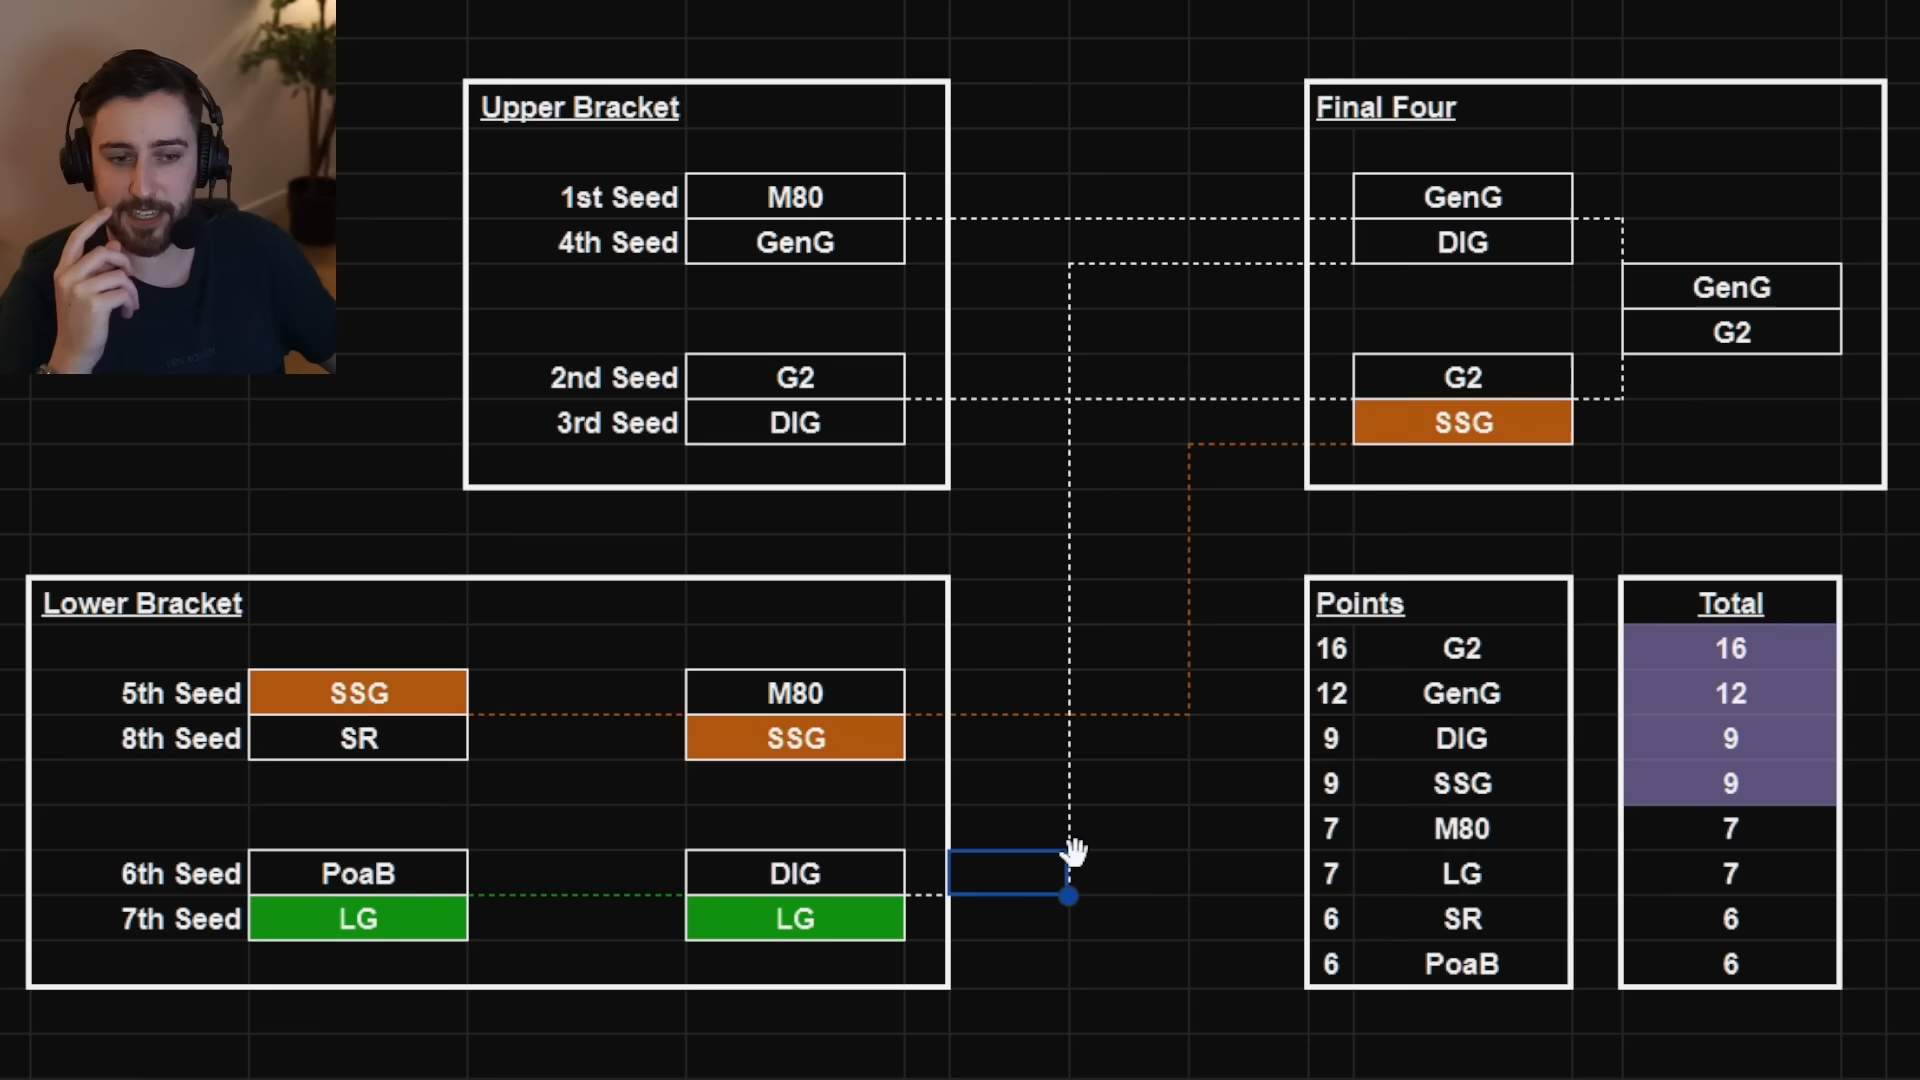 Upper Bracket
1st Seed M80
4th Seed GenG
2nd Seed G2
3rd Seed DIG
Final Four
GenG
DIG
GenG
G2
G2
SSG
Lower Bracket
5th Seed SSG M80
8th Seed SR SSG
6th Seed PoaB DIG
7th Seed LG LG
Points
16 G2
12 GenG
9 DIG
9 SSG
7 M80
7 LG
6 SR
6 PoaB
Total
16
12
9
9
7
7
6
6